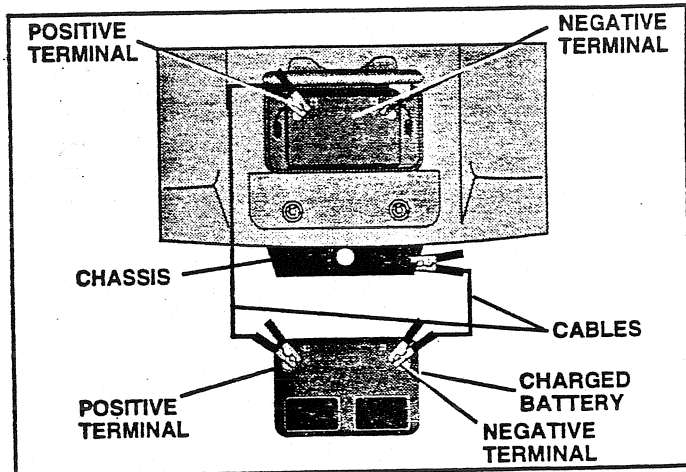 POSITIVE
TERMINAL
NEGATIVE
TERMINAL
CHASSIS
CABLES
POSITIVE
TERMINAL
CHARGED
BATTERY
NEGATIVE
TERMINAL